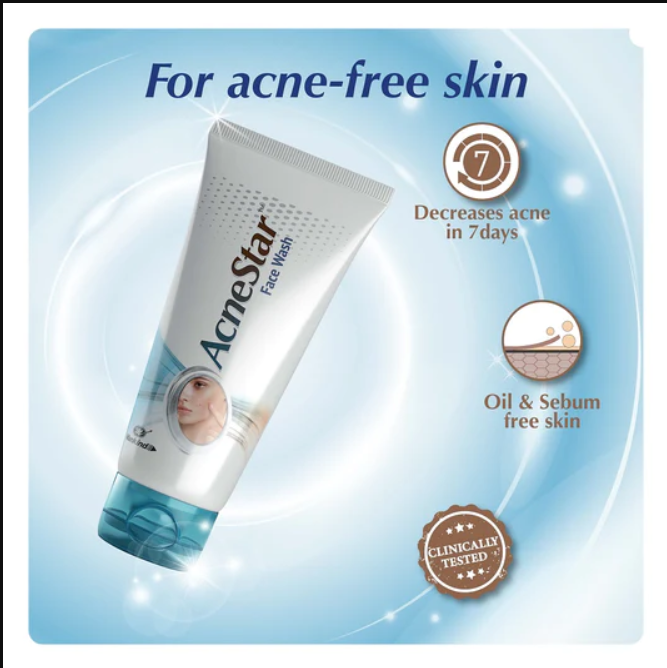 For acne-free skin
7
Decreases acne
in 7days
AcneStar
Face Wash
Oil & Sebum
free skin
CLINICALLY
TESTED